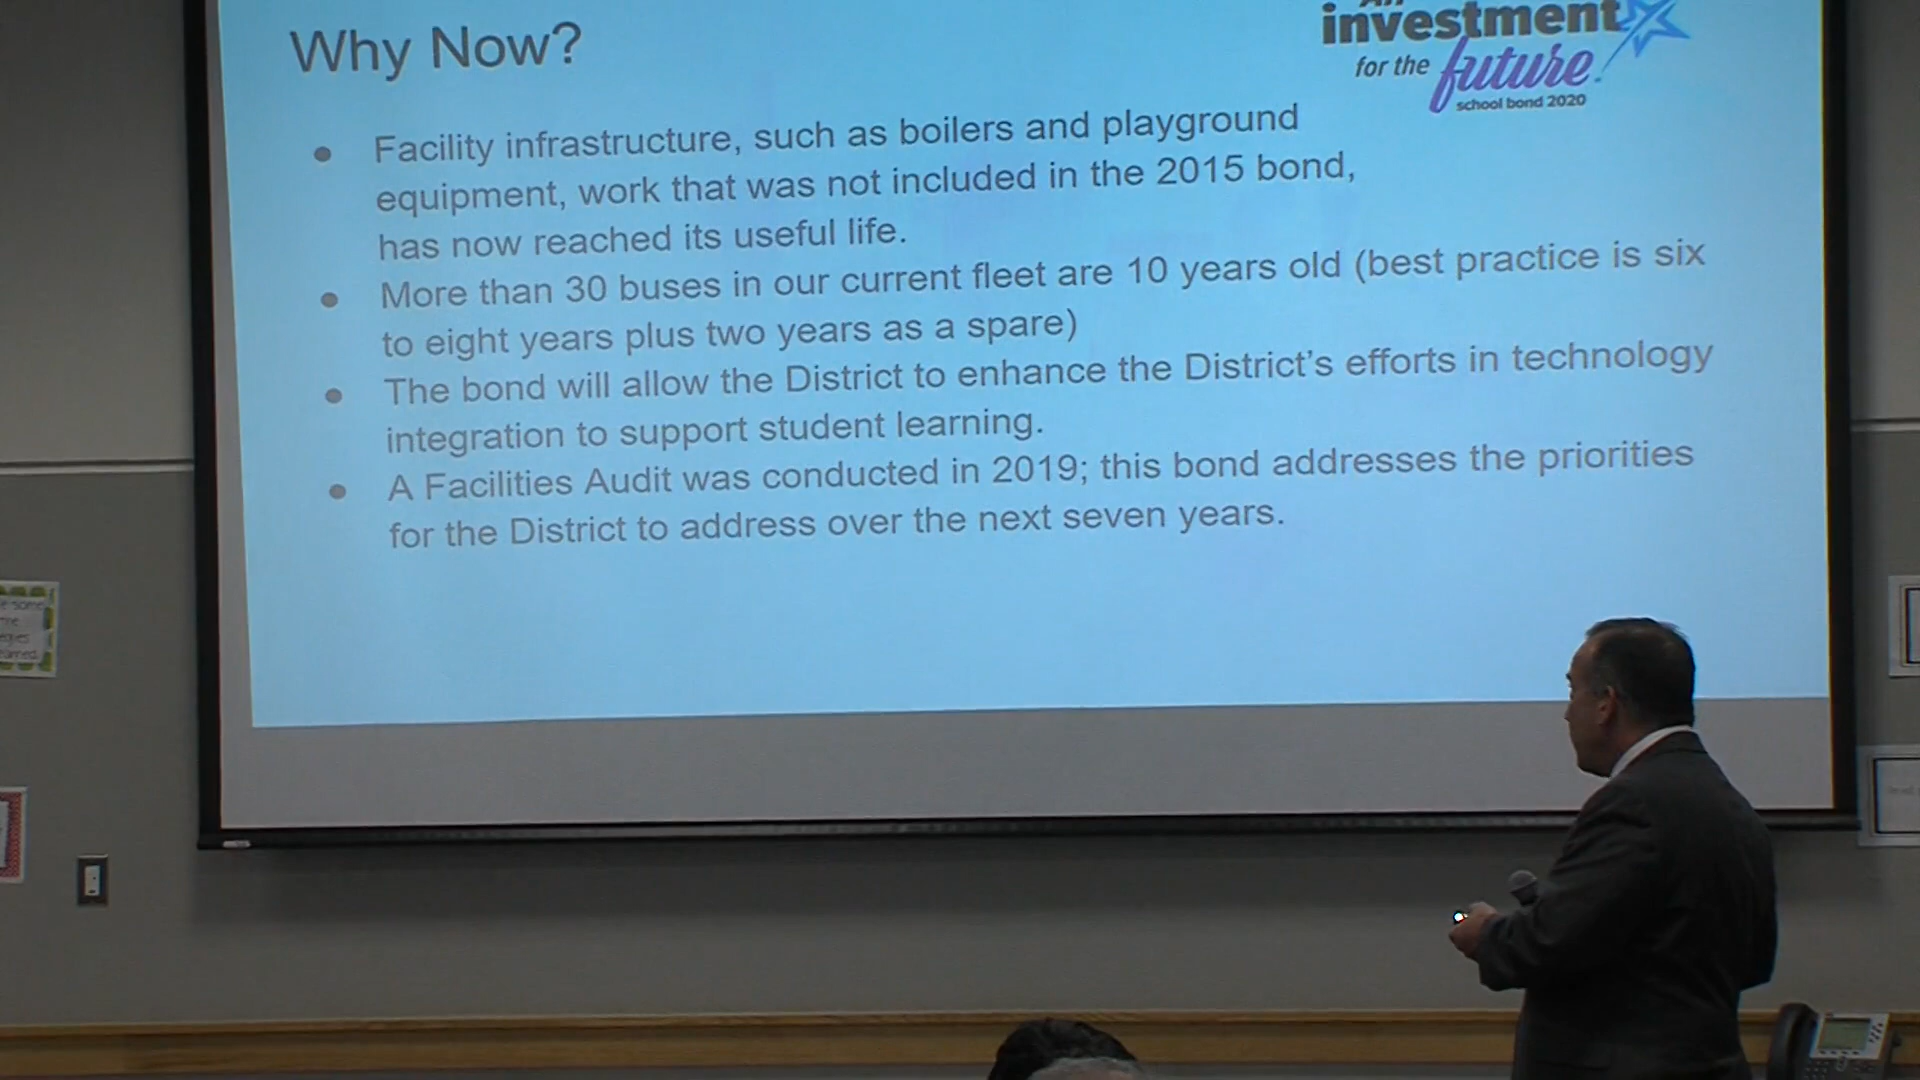 An
investment
for the future!
school bond 2020
Why Now?
● Facility infrastructure, such as boilers and playground
equipment, work that was not included in the 2015 bond,
has now reached its useful life.
● More than 30 buses in our current fleet are 10 years old (best practice is six
to eight years plus two years as a spare)
● The bond will allow the District to enhance the District's efforts in technology
integration to support student learning.
● A Facilities Audit was conducted in 2019; this bond addresses the priorities
for the District to address over the next seven years.